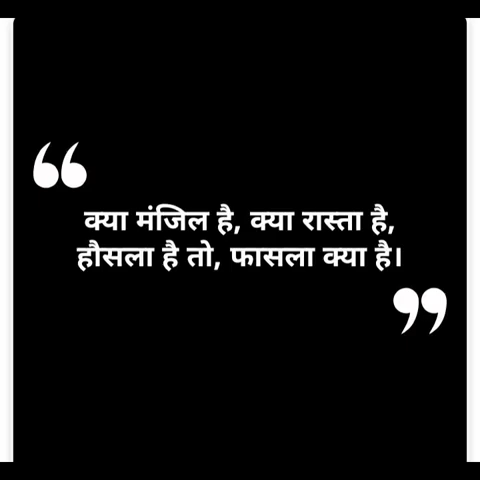 ❝
क्या मंजिल है, क्या रास्ता है,
हौसला है तो, फासला क्या है।
❞